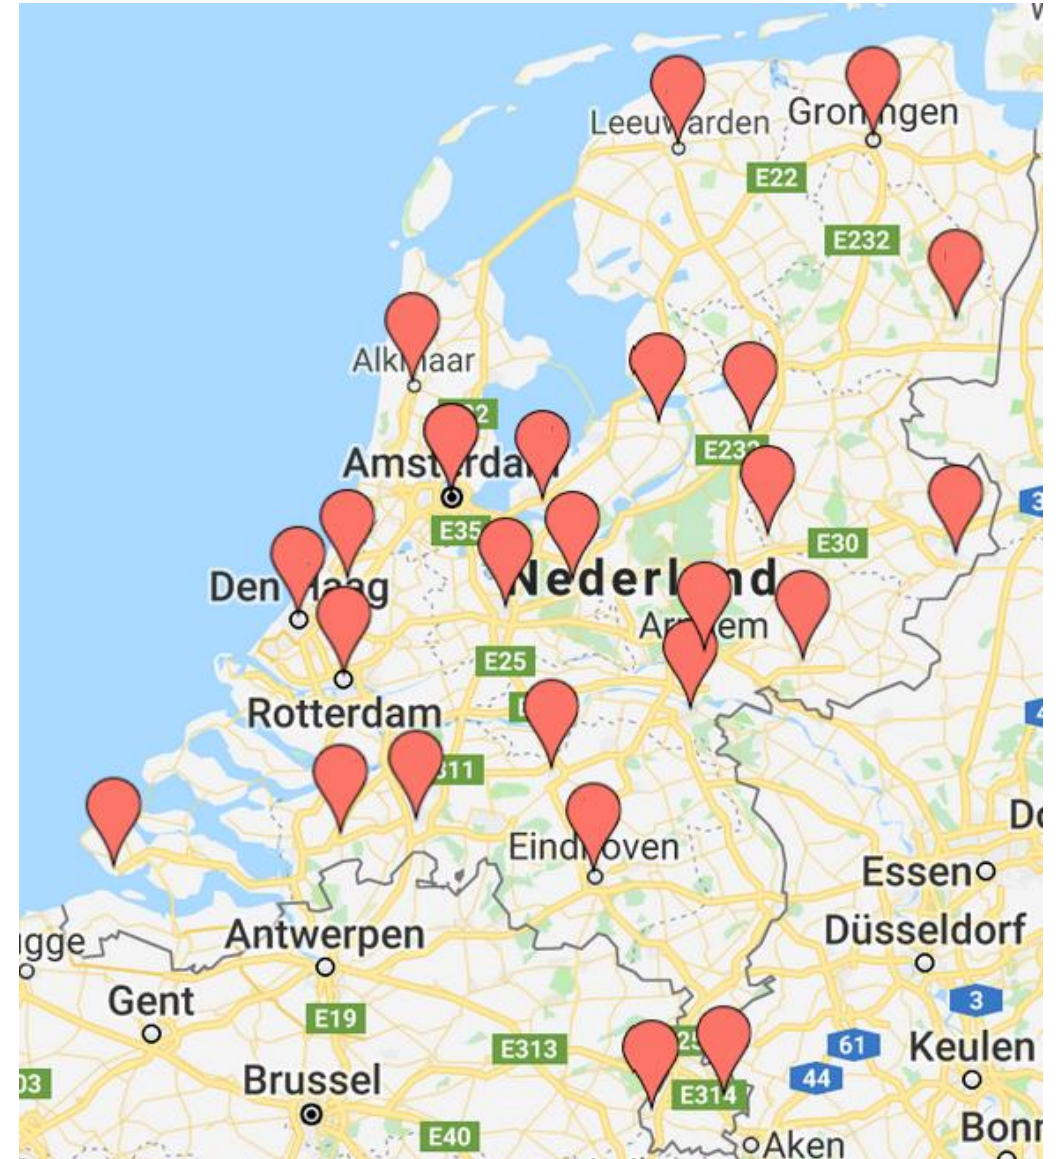 Leeuwarden
Groningen
E22
E232
Alkmaar
Amsterdam
E232
E35
E30
Nederland
Den Haag
Arnhem
E25
Rotterdam
E311
Eindhoven
Essen
Antwerpen
Düsseldorf
Gent
3
E19
E313
61
Keulen
44
Brussel
E314
E40
Aken